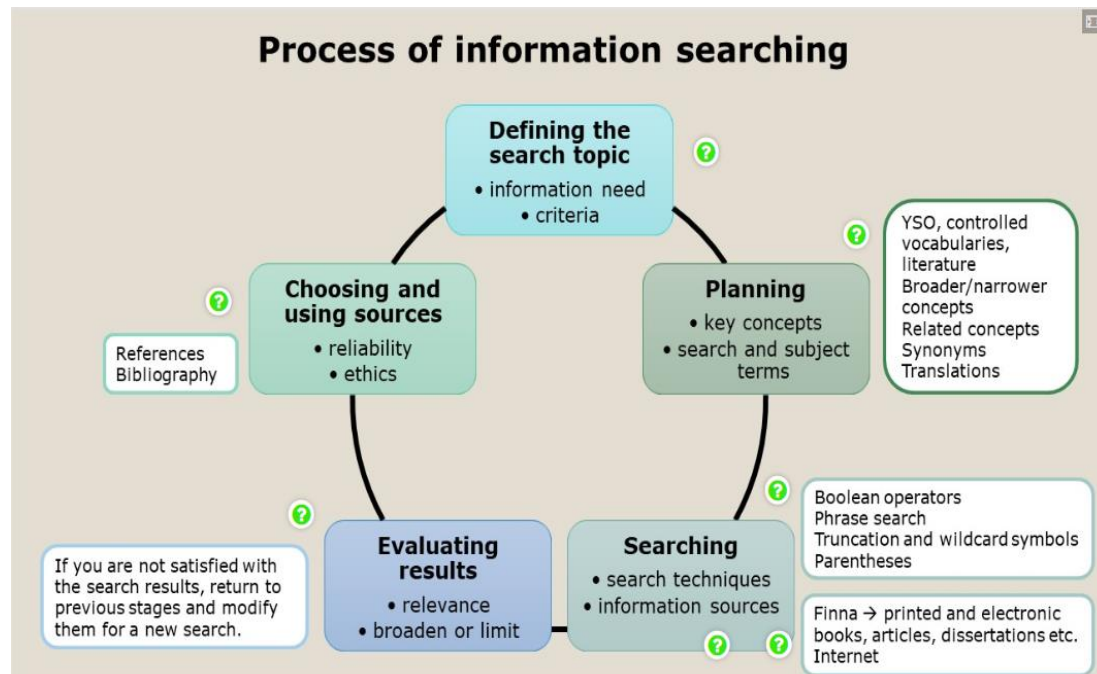 Process of information searching
Defining the
search topic
• information need
• criteria
Planning
• key concepts
• search and subject
terms
YSO, controlled
vocabularies,
literature
Broader/narrower
concepts
Related concepts
Synonyms
Translations
Searching
• search techniques
• information sources
Boolean operators
Phrase search
Truncation and wildcard symbols
Parentheses
Finna → printed and electronic
books, articles, dissertations etc.
Internet
Evaluating
results
• relevance
• broaden or limit
If you are not satisfied with
the search results, return to
previous stages and modify
them for a new search.
Choosing and
using sources
• reliability
• ethics
References
Bibliography
?
?
?
?
?
?
?